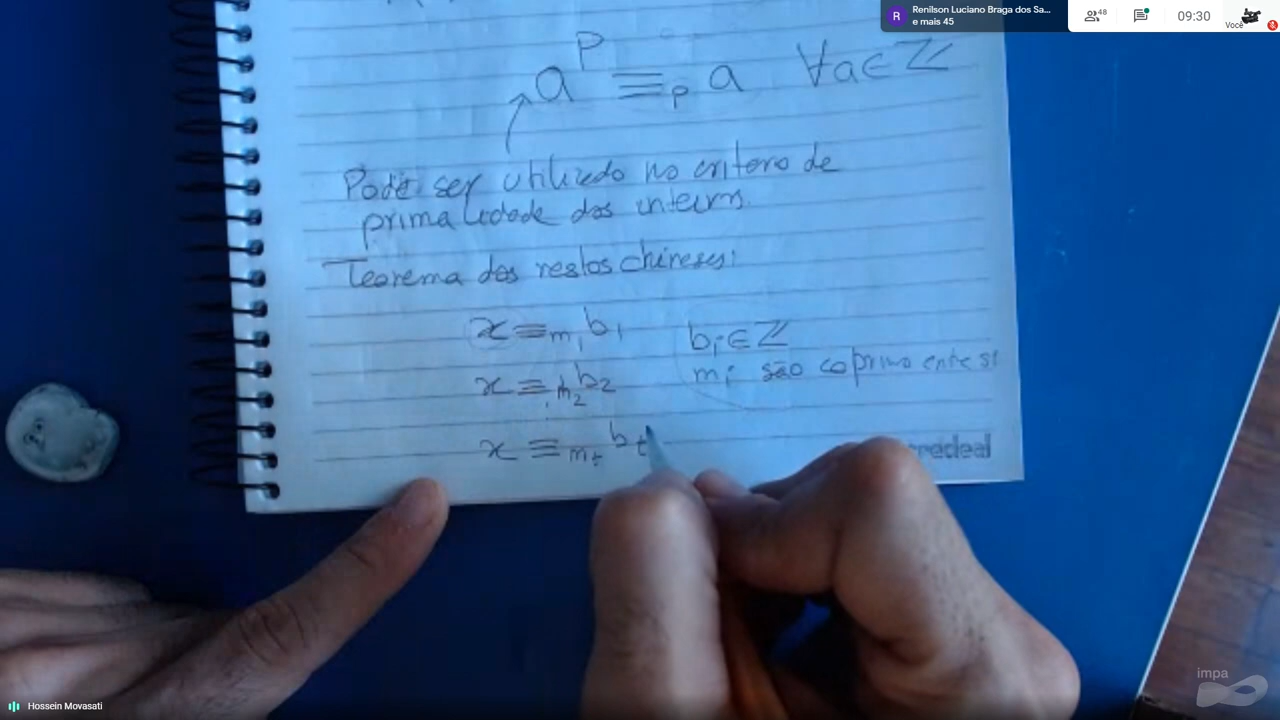 Renilson Luciano Braga dos Sa...
e mais 45
48
09:30
Você
R
a^p ≡_p a ∀a∈ℤ
Pode ser utilizado no critero de
primalidade dos inteiros.
Teorema dos restos chineses:
x ≡_{m_1} b_1 b_i ∈ ℤ
x ≡_{m_2} b_2 m_i são coprimo entre si
x ≡_{m_t} b_t
credeal
impa
Hossein Movasati